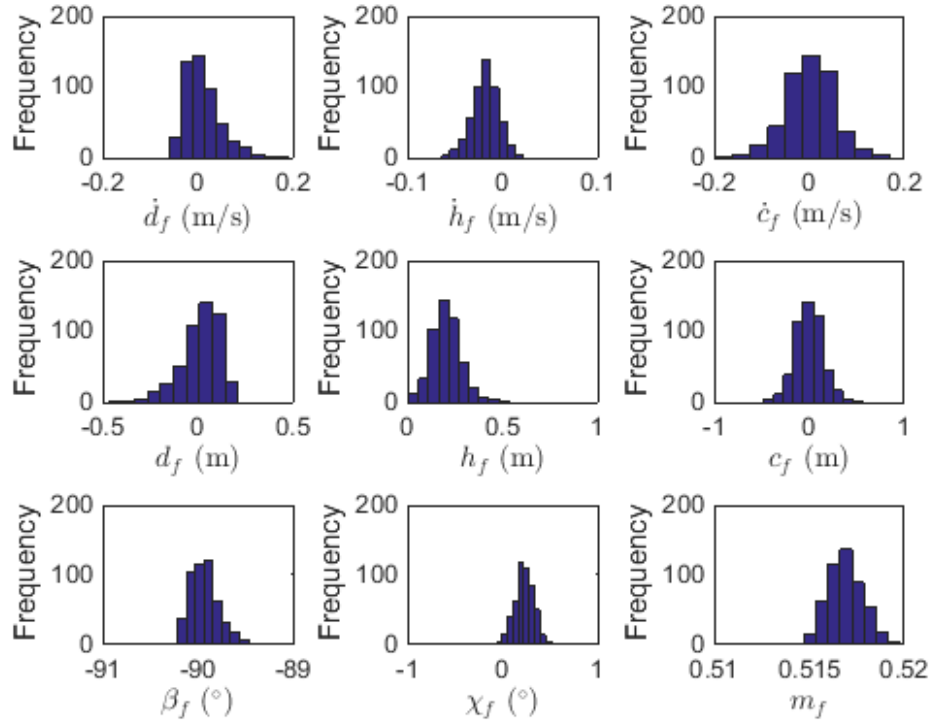 200 200 200
Frequency Frequency Frequency
100 100 100
0 0 0
-0.2 0 0.2 -0.1 0 0.1 -0.2 0 0.2
ḋ_f (m/s) ḣ_f (m/s) ċ_f (m/s)
200 200 200
Frequency Frequency Frequency
100 100 100
0 0 0
-0.5 0 0.5 0 0.5 1 -1 0 1
d_f (m) h_f (m) c_f (m)
200 200 200
Frequency Frequency Frequency
100 100 100
0 0 0
-91 -90 -89 -1 0 1 0.51 0.515 0.52
β_f (°) χ_f (°) m_f